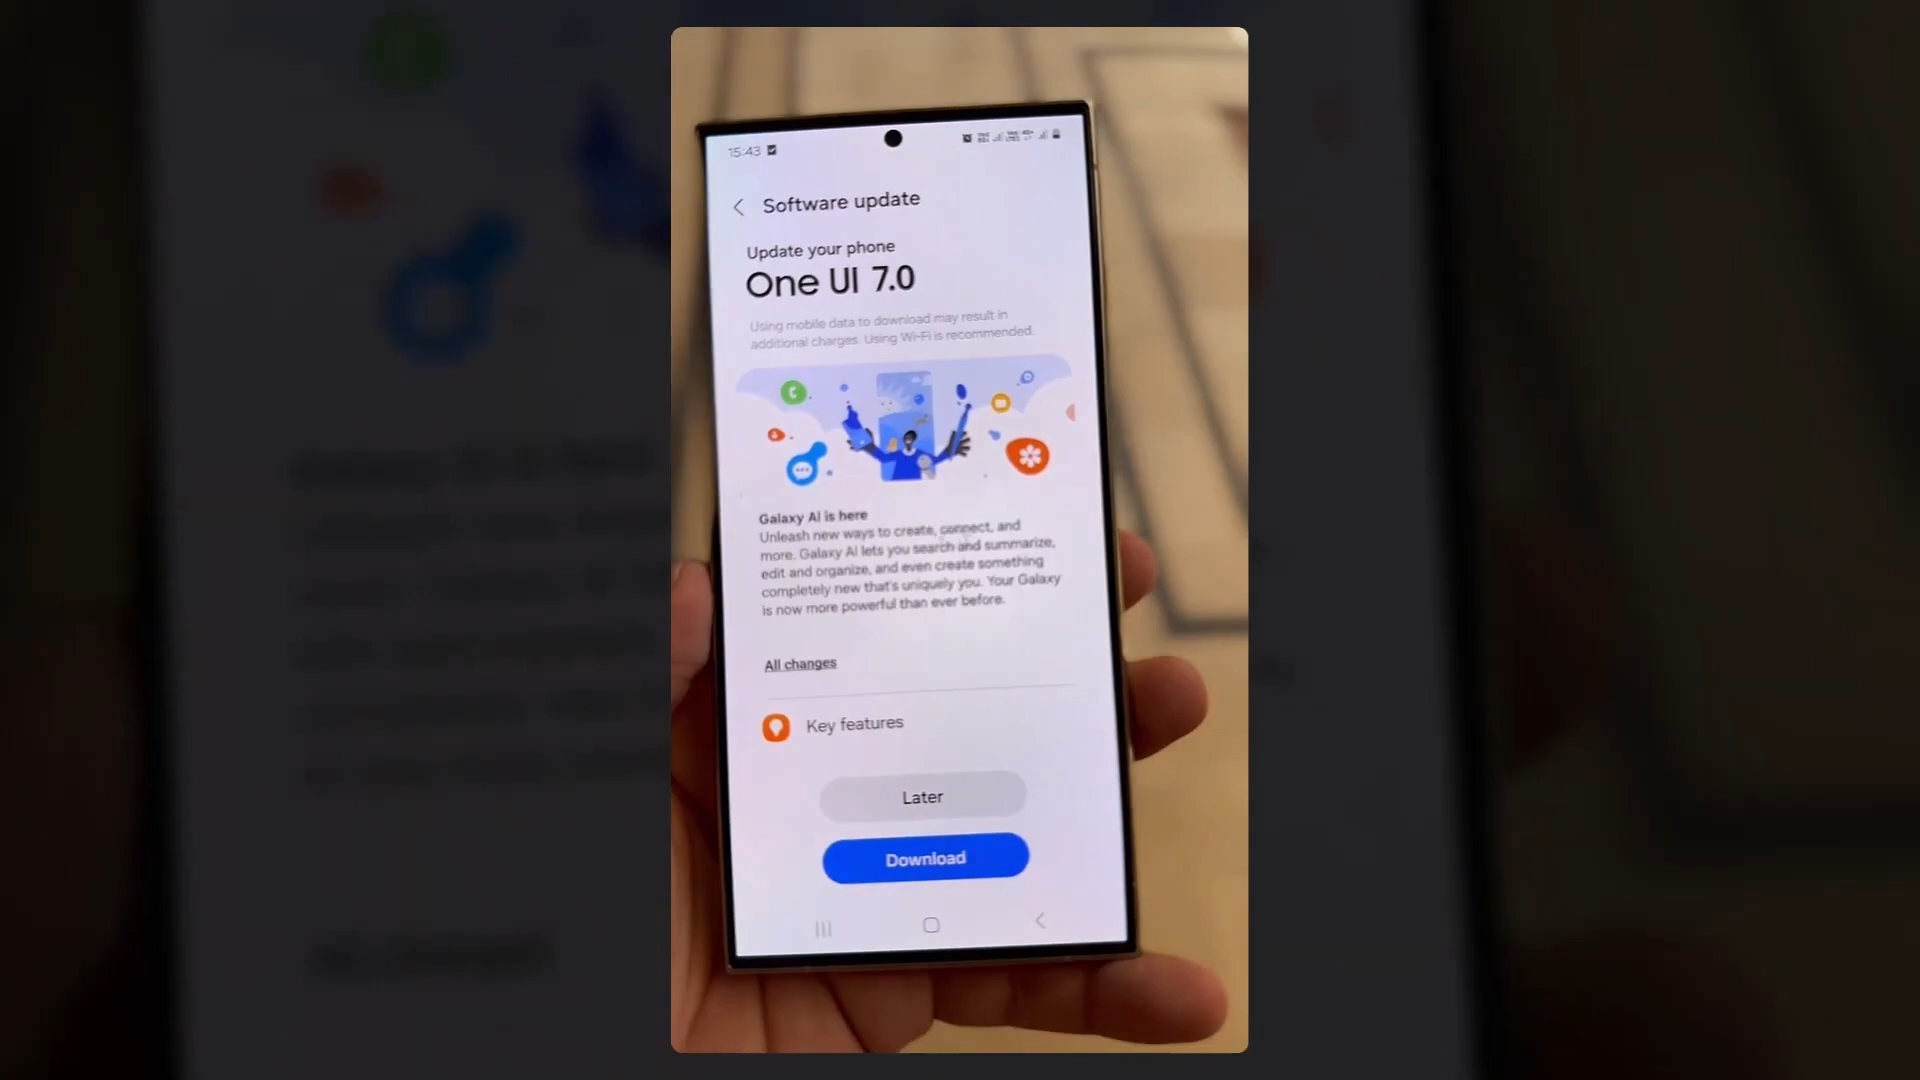 15:43
Software update
Update your phone
One UI 7.0
Using mobile data to download may result in
additional charges. Using Wi-Fi is recommended.
Galaxy AI is here
Unleash new ways to create, connect, and
more. Galaxy AI lets you search and summarize,
edit and organize, and even create something
completely new that's uniquely you. Your Galaxy
is now more powerful than ever before.
All changes
Key features
Later
Download